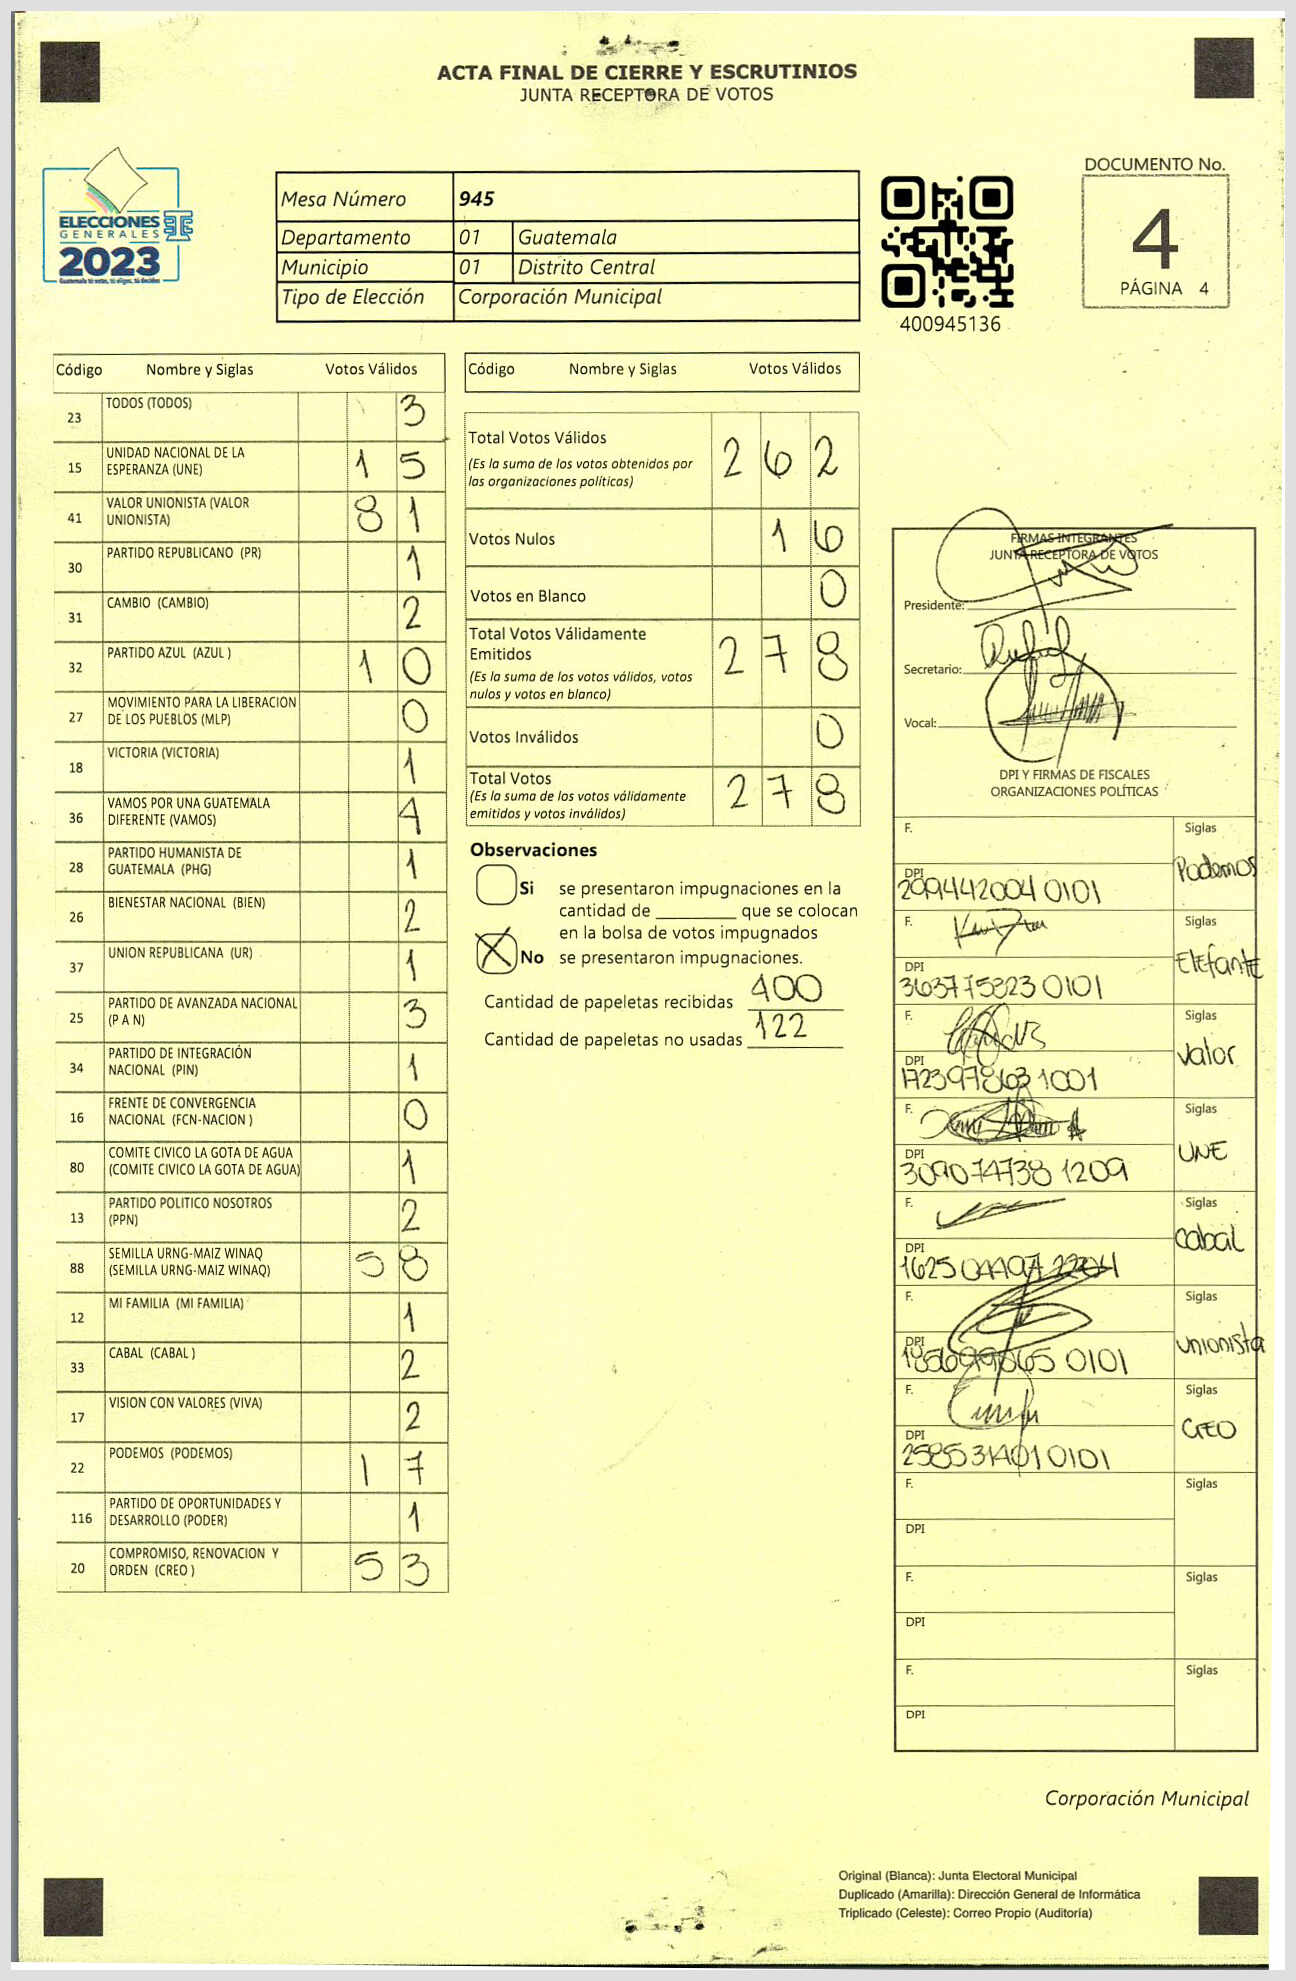 ACTA FINAL DE CIERRE Y ESCRUTINIOS
JUNTA RECEPTORA DE VOTOS
ELECCIONES
GENERALES
2023
Mesa Número 945
Departamento 01 Guatemala
Municipio 01 Distrito Central
Tipo de Elección Corporación Municipal
400945136
DOCUMENTO No.
4
PÁGINA 4
Código Nombre y Siglas Votos Válidos
23 TODOS (TODOS) 3
15 UNIDAD NACIONAL DE LA
ESPERANZA (UNE) 15
41 VALOR UNIONISTA (VALOR
UNIONISTA) 81
30 PARTIDO REPUBLICANO (PR) 1
31 CAMBIO (CAMBIO) 2
32 PARTIDO AZUL (AZUL ) 10
27 MOVIMIENTO PARA LA LIBERACION
DE LOS PUEBLOS (MLP) 0
18 VICTORIA (VICTORIA) 1
36 VAMOS POR UNA GUATEMALA
DIFERENTE (VAMOS) 4
28 PARTIDO HUMANISTA DE
GUATEMALA (PHG) 1
26 BIENESTAR NACIONAL (BIEN) 2
37 UNION REPUBLICANA (UR) 1
25 PARTIDO DE AVANZADA NACIONAL
(P A N) 3
34 PARTIDO DE INTEGRACIÓN
NACIONAL (PIN) 1
16 FRENTE DE CONVERGENCIA
NACIONAL (FCN-NACION ) 0
80 COMITE CIVICO LA GOTA DE AGUA
(COMITE CIVICO LA GOTA DE AGUA) 1
13 PARTIDO POLITICO NOSOTROS
(PPN) 2
88 SEMILLA URNG-MAIZ WINAQ
(SEMILLA URNG-MAIZ WINAQ) 58
12 MI FAMILIA (MI FAMILIA) 1
33 CABAL (CABAL ) 2
17 VISION CON VALORES (VIVA) 2
22 PODEMOS (PODEMOS) 17
116 PARTIDO DE OPORTUNIDADES Y
DESARROLLO (PODER) 1
20 COMPROMISO, RENOVACION Y
ORDEN (CREO ) 53
Código Nombre y Siglas Votos Válidos
Total Votos Válidos 262
(Es la suma de los votos obtenidos por
las organizaciones políticas)
Votos Nulos 16
Votos en Blanco 0
Total Votos Válidamente
Emitidos 278
(Es la suma de los votos válidos, votos
nulos y votos en blanco)
Votos Inválidos 0
Total Votos 278
(Es la suma de los votos válidamente
emitidos y votos inválidos)
Observaciones
Si se presentaron impugnaciones en la
cantidad de que se colocan
en la bolsa de votos impugnados
X No se presentaron impugnaciones.
Cantidad de papeletas recibidas 400
Cantidad de papeletas no usadas 122
FIRMAS INTEGRANTES
JUNTA RECEPTORA DE VOTOS
Presidente:
Secretario:
Vocal:
DPI Y FIRMAS DE FISCALES
ORGANIZACIONES POLÍTICAS
F. Siglas
Podemos
DPI
299442004 0101
F. Siglas
Elefante
DPI
363775823 0101
F. Siglas
Valor
DPI
172397863 1001
F. Siglas
UNE
DPI
309074738 1209
F. Siglas
cabal
DPI
F. Siglas
unionista
DPI
F. Siglas
CREO
DPI
258531401 0101
F. Siglas
DPI
F. Siglas
DPI
F. Siglas
DPI
Corporación Municipal
Original (Blanca): Junta Electoral Municipal
Duplicado (Amarilla): Dirección General de Informática
Triplicado (Celeste): Correo Propio (Auditoría)